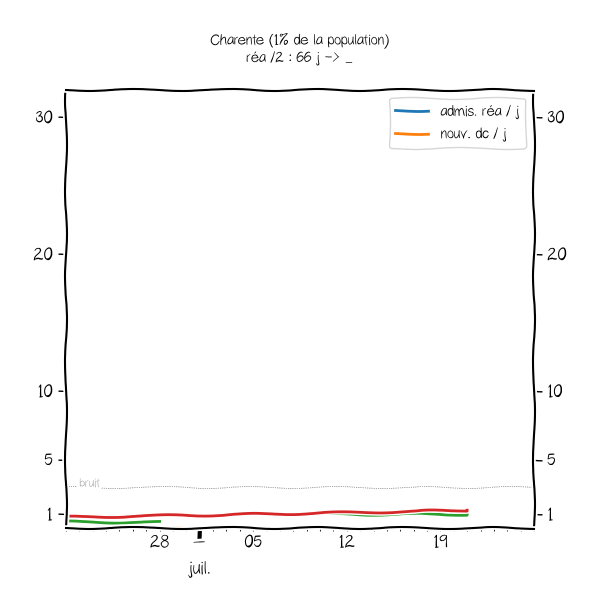 Charente (1% de la population)
réa /2 : 66 j -> _
admis. réa / j
nouv. dc / j
30
30
20
20
10
10
5
5
bruit
1
1
28
05
12
19
juil.